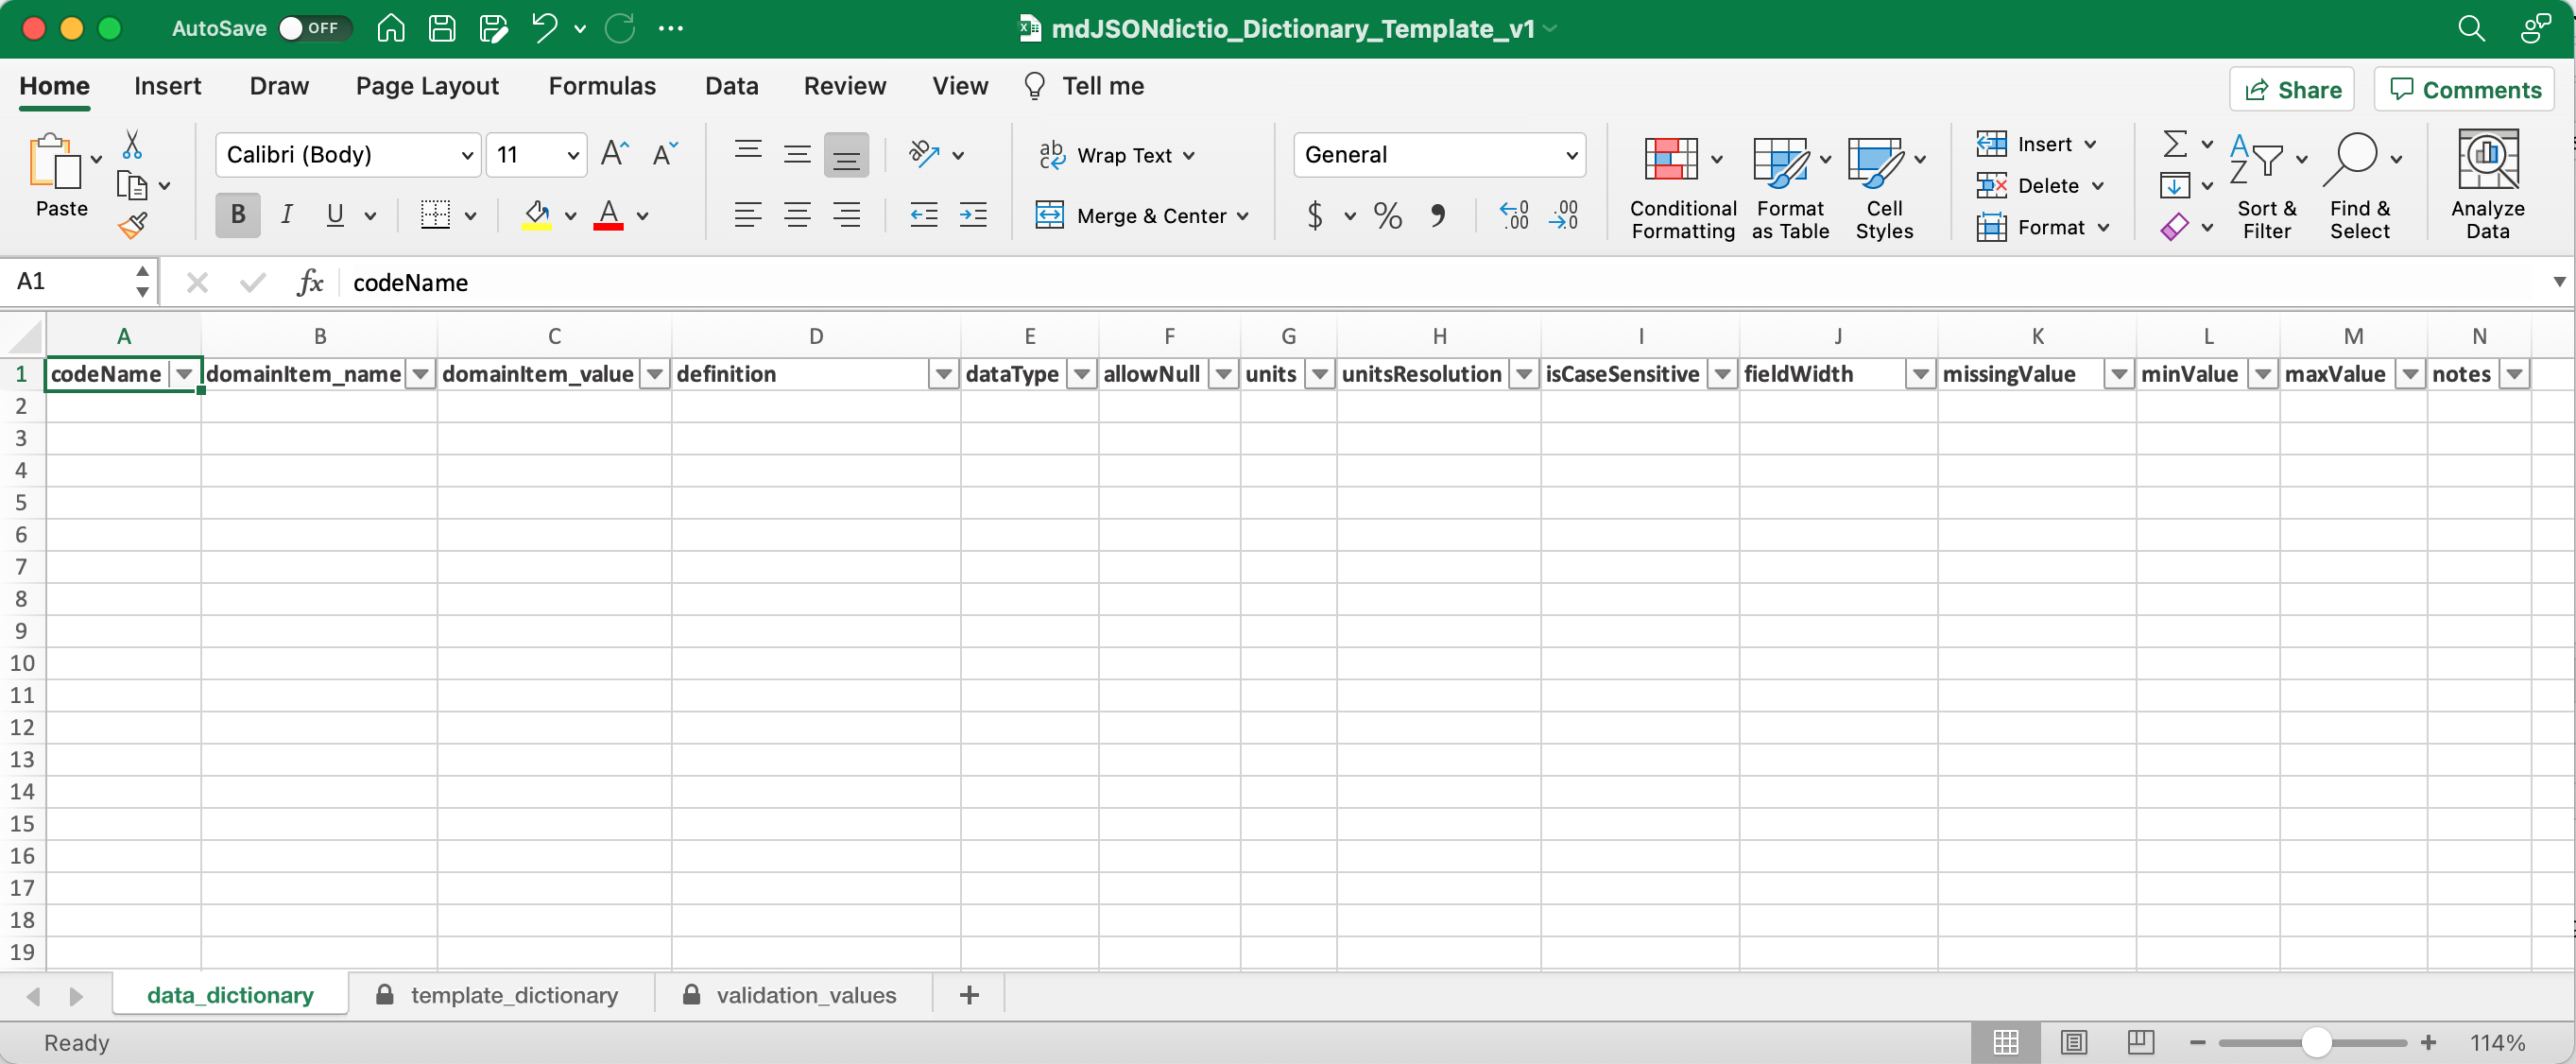 AutoSave OFF mdJSONdictio_Dictionary_Template_v1
Home Insert Draw Page Layout Formulas Data Review View Tell me Share Comments
Paste Calibri (Body) 11 Wrap Text General Conditional Formatting Format as Table Cell Styles Insert Sort & Filter Find & Select Analyze Data
B I U Merge & Center $ % Delete
Format
A1 fx codeName
A B C D E F G H I J K L M N
1 codeName domainItem_name domainItem_value definition dataType allowNull units unitsResolution isCaseSensitive fieldWidth missingValue minValue maxValue notes
2
3
4
5
6
7
8
9
10
11
12
13
14
15
16
17
18
19
data_dictionary template_dictionary validation_values +
Ready 114%